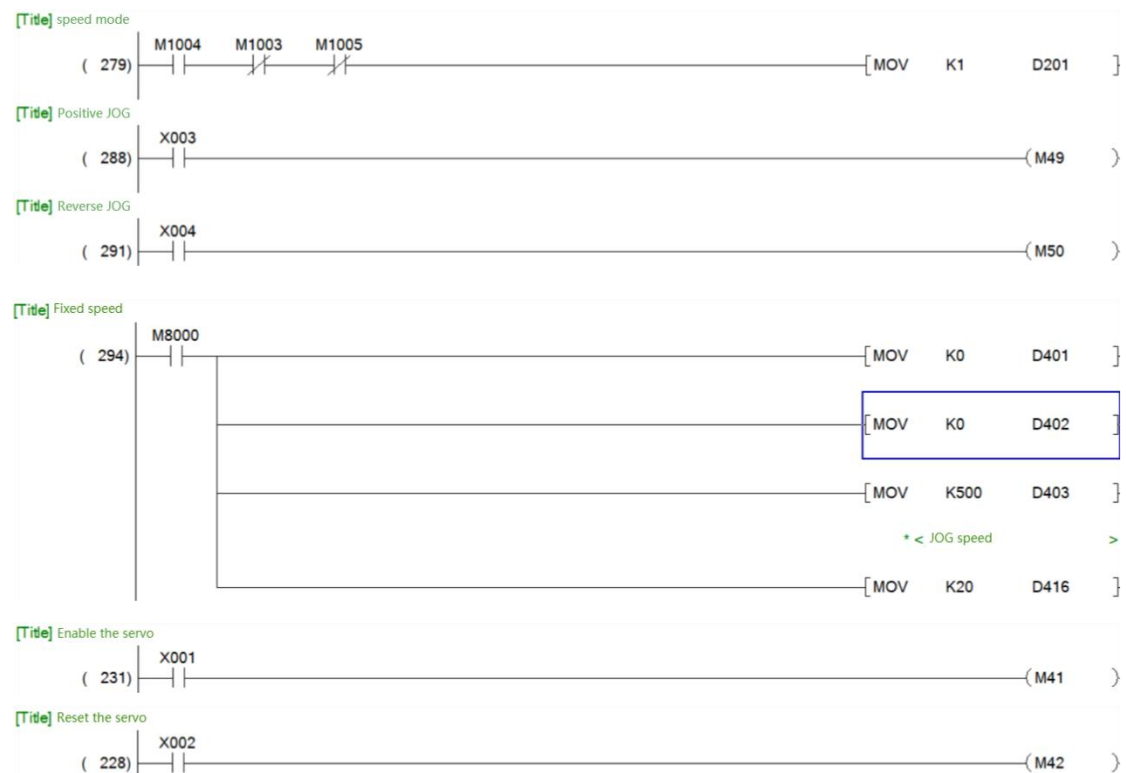 [Title] speed mode
M1004 M1003 M1005
( 279) [MOV K1 D201 ]
[Title] Positive JOG
X003
( 288) (M49 )
[Title] Reverse JOG
X004
( 291) (M50 )
[Title] Fixed speed
M8000
( 294) [MOV K0 D401 ]
[MOV K0 D402 ]
[MOV K500 D403 ]
* < JOG speed >
[MOV K20 D416 ]
[Title] Enable the servo
X001
( 231) (M41 )
[Title] Reset the servo
X002
( 228) (M42 )